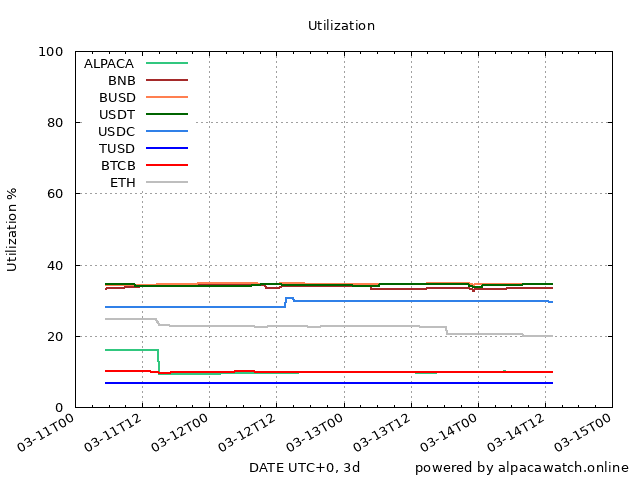 Utilization
100
80
60
40
20
0
Utilization %
ALPACA
BNB
BUSD
USDT
USDC
TUSD
BTCB
ETH
03-11T00
03-11T12
03-12T00
03-12T12
03-13T00
03-13T12
03-14T00
03-14T12
03-15T00
DATE UTC+0, 3d
powered by alpacawatch.online